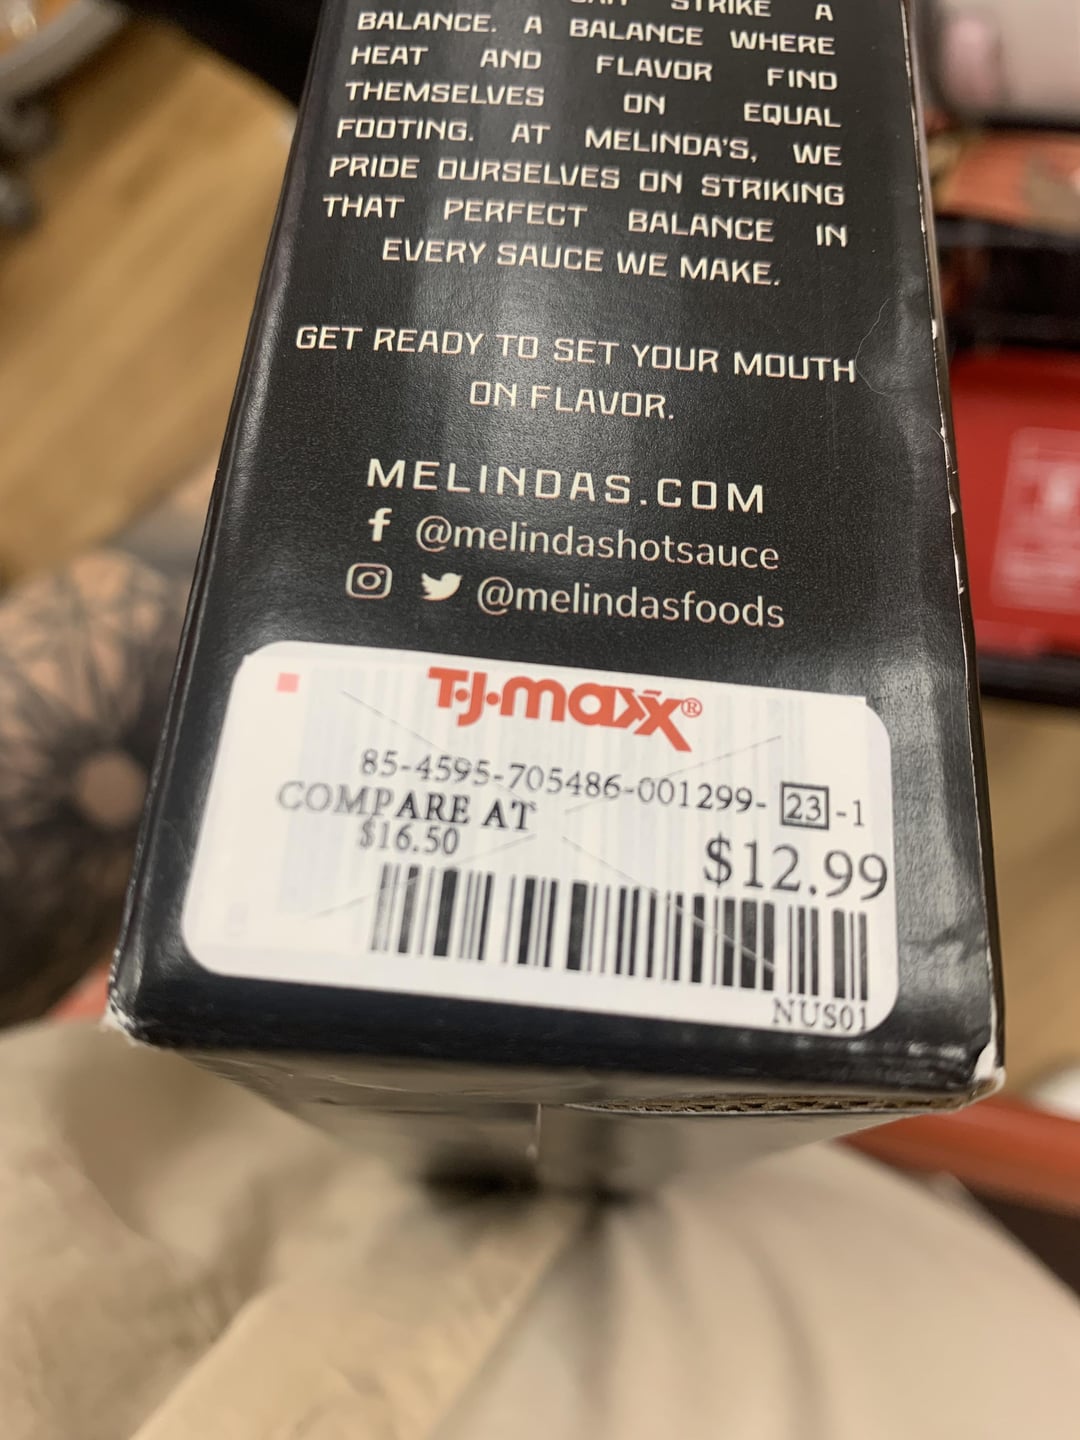 STRIKE A
BALANCE. A BALANCE WHERE
HEAT AND FLAVOR FIND
THEMSELVES ON EQUAL
FOOTING. AT MELINDA'S, WE
PRIDE OURSELVES ON STRIKING
THAT PERFECT BALANCE IN
EVERY SAUCE WE MAKE.
GET READY TO SET YOUR MOUTH
ON FLAVOR.
MELINDAS.COM
@melindashotsauce
@melindasfoods
T·J·maxx®
85-4595-705486-001299-23-1
COMPARE AT
$16.50
$12.99
NUS01